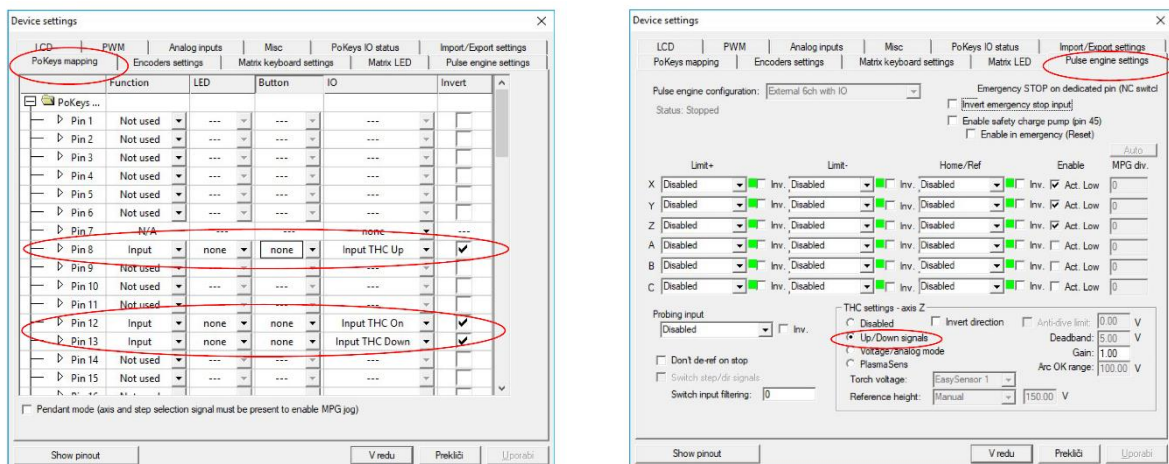 Device settings
LCD PWM Analog inputs Misc PoKeys IO status Import/Export settings
PoKeys mapping Encoders settings Matrix keyboard settings Matrix LED Pulse engine settings
Function LED Button IO Invert
PoKeys ...
Pin 1 Not used --- --- ---
Pin 2 Not used --- --- ---
Pin 3 Not used --- --- ---
Pin 4 Not used --- --- ---
Pin 5 Not used --- --- ---
Pin 6 Not used --- --- ---
Pin 7 N/A --- --- none ---
Pin 8 Input none none Input THC Up
Pin 9 Not used --- --- ---
Pin 10 Not used --- --- ---
Pin 11 Not used --- --- ---
Pin 12 Input none none Input THC On
Pin 13 Input none none Input THC Down
Pin 14 Not used --- --- ---
Pin 15 Not used --- --- ---
Pendant mode (axis and step selection signal must be present to enable MPG jog)
Show pinout V redu Prekliči Uporabi
Device settings
LCD PWM Analog inputs Misc PoKeys IO status Import/Export settings
PoKeys mapping Encoders settings Matrix keyboard settings Matrix LED Pulse engine settings
Pulse engine configuration: External 6ch with IO Emergency STOP on dedicated pin (NC switcl
Status: Stopped Invert emergency stop input
Enable safety charge pump (pin 45)
Enable in emergency (Reset)
Auto
Limit+ Limit- Home/Ref Enable MPG div.
X Disabled Inv. Disabled Inv. Disabled Inv. Act. Low 0
Y Disabled Inv. Disabled Inv. Disabled Inv. Act. Low 0
Z Disabled Inv. Disabled Inv. Disabled Inv. Act. Low 0
A Disabled Inv. Disabled Inv. Disabled Inv. Act. Low 0
B Disabled Inv. Disabled Inv. Disabled Inv. Act. Low 0
C Disabled Inv. Disabled Inv. Disabled Inv. Act. Low 0
Probing input
Disabled Inv.
Don't de-ref on stop
Switch step/dir signals
Switch input filtering: 0
THC settings - axis Z
Disabled Invert direction Anti-dive limit: 0.00 V
Up/Down signals Deadband: 5.00 V
Voltage/analog mode Gain: 1.00
PlasmaSens Arc OK range: 100.00 V
Torch voltage: EasySensor 1
Reference height: Manual 150.00 V
Show pinout V redu Prekliči Uporabi